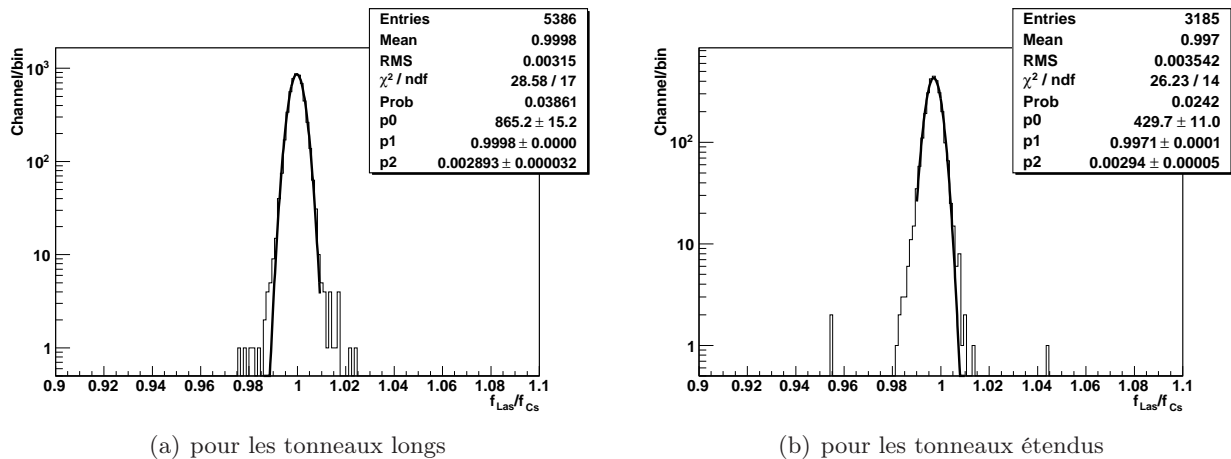 Entries 5386
Mean 0.9998
RMS 0.00315
χ² / ndf 28.58 / 17
Prob 0.03861
p0 865.2 ± 15.2
p1 0.9998 ± 0.0000
p2 0.002893 ± 0.000032
Channel/bin
10³
10²
10
1
0.9 0.92 0.94 0.96 0.98 1 1.02 1.04 1.06 1.08 1.1
f Las/f Cs
(a) pour les tonneaux longs
Entries 3185
Mean 0.997
RMS 0.003542
χ² / ndf 26.23 / 14
Prob 0.0242
p0 429.7 ± 11.0
p1 0.9971 ± 0.0001
p2 0.00294 ± 0.00005
Channel/bin
10²
10
1
0.9 0.92 0.94 0.96 0.98 1 1.02 1.04 1.06 1.08 1.1
f Las/f Cs
(b) pour les tonneaux étendus